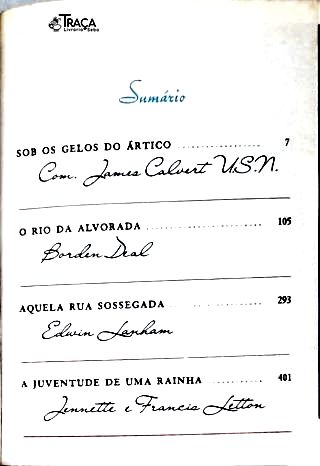 TRAÇA
Livraria e Sebo
Sumário
SOB OS GELOS DO ÁRTICO .................. 7
Com. James Calvert U.S.N.
O RIO DA ALVORADA ........................ 105
Borden Deal
AQUELA RUA SOSSEGADA .................. 293
Edwin Lanham
A JUVENTUDE DE UMA RAINHA ........... 401
Jennette e Francis Letton